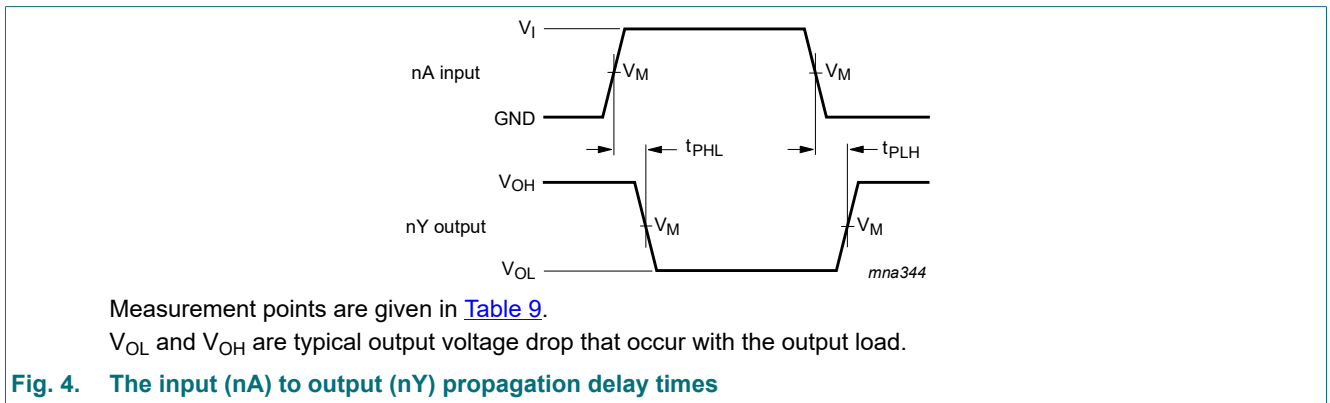 V_I
nA input
V_M V_M
GND
t_PHL t_PLH
V_OH
nY output
V_M V_M
V_OL
mna344
Measurement points are given in Table 9.
V_OL and V_OH are typical output voltage drop that occur with the output load.
Fig. 4. The input (nA) to output (nY) propagation delay times